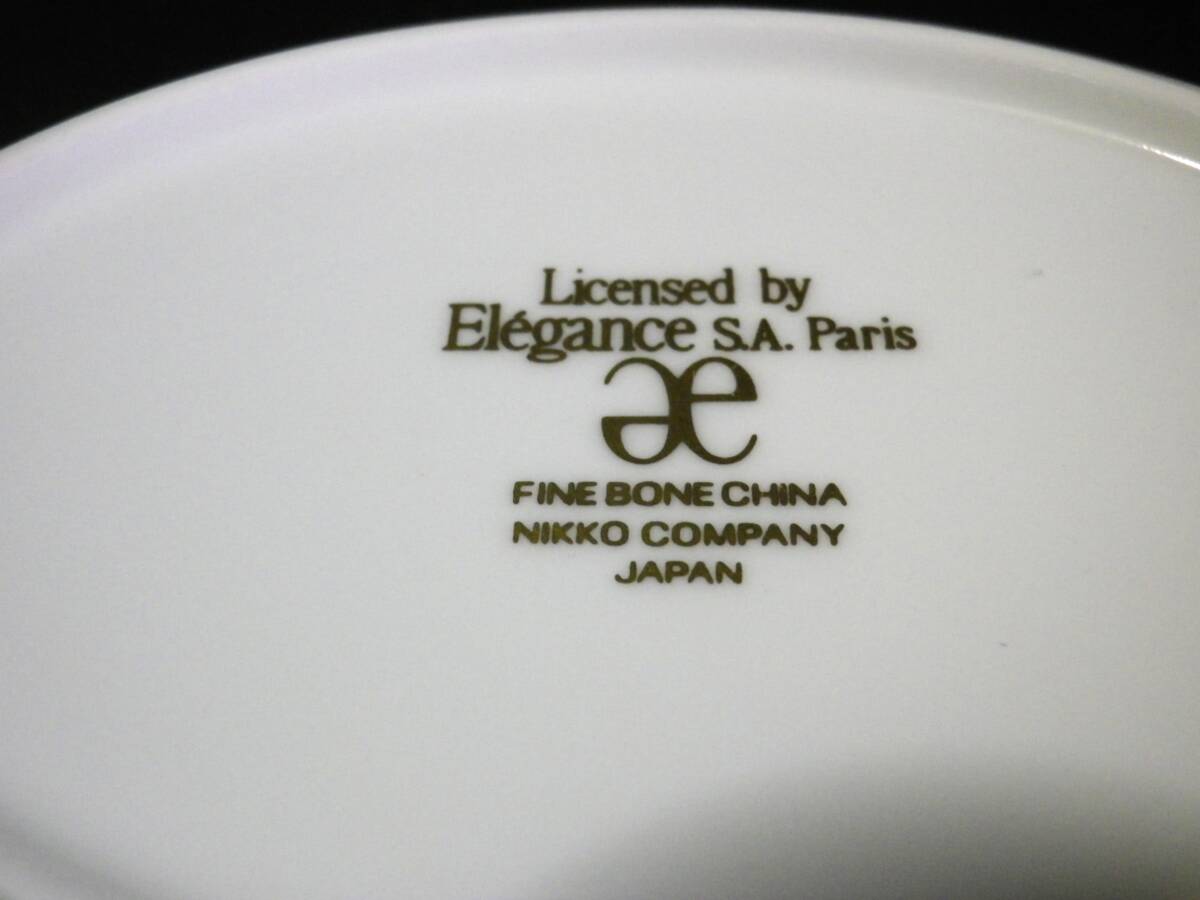 Licensed by
Elégance S.A. Paris
æ
FINE BONE CHINA
NIKKO COMPANY
JAPAN